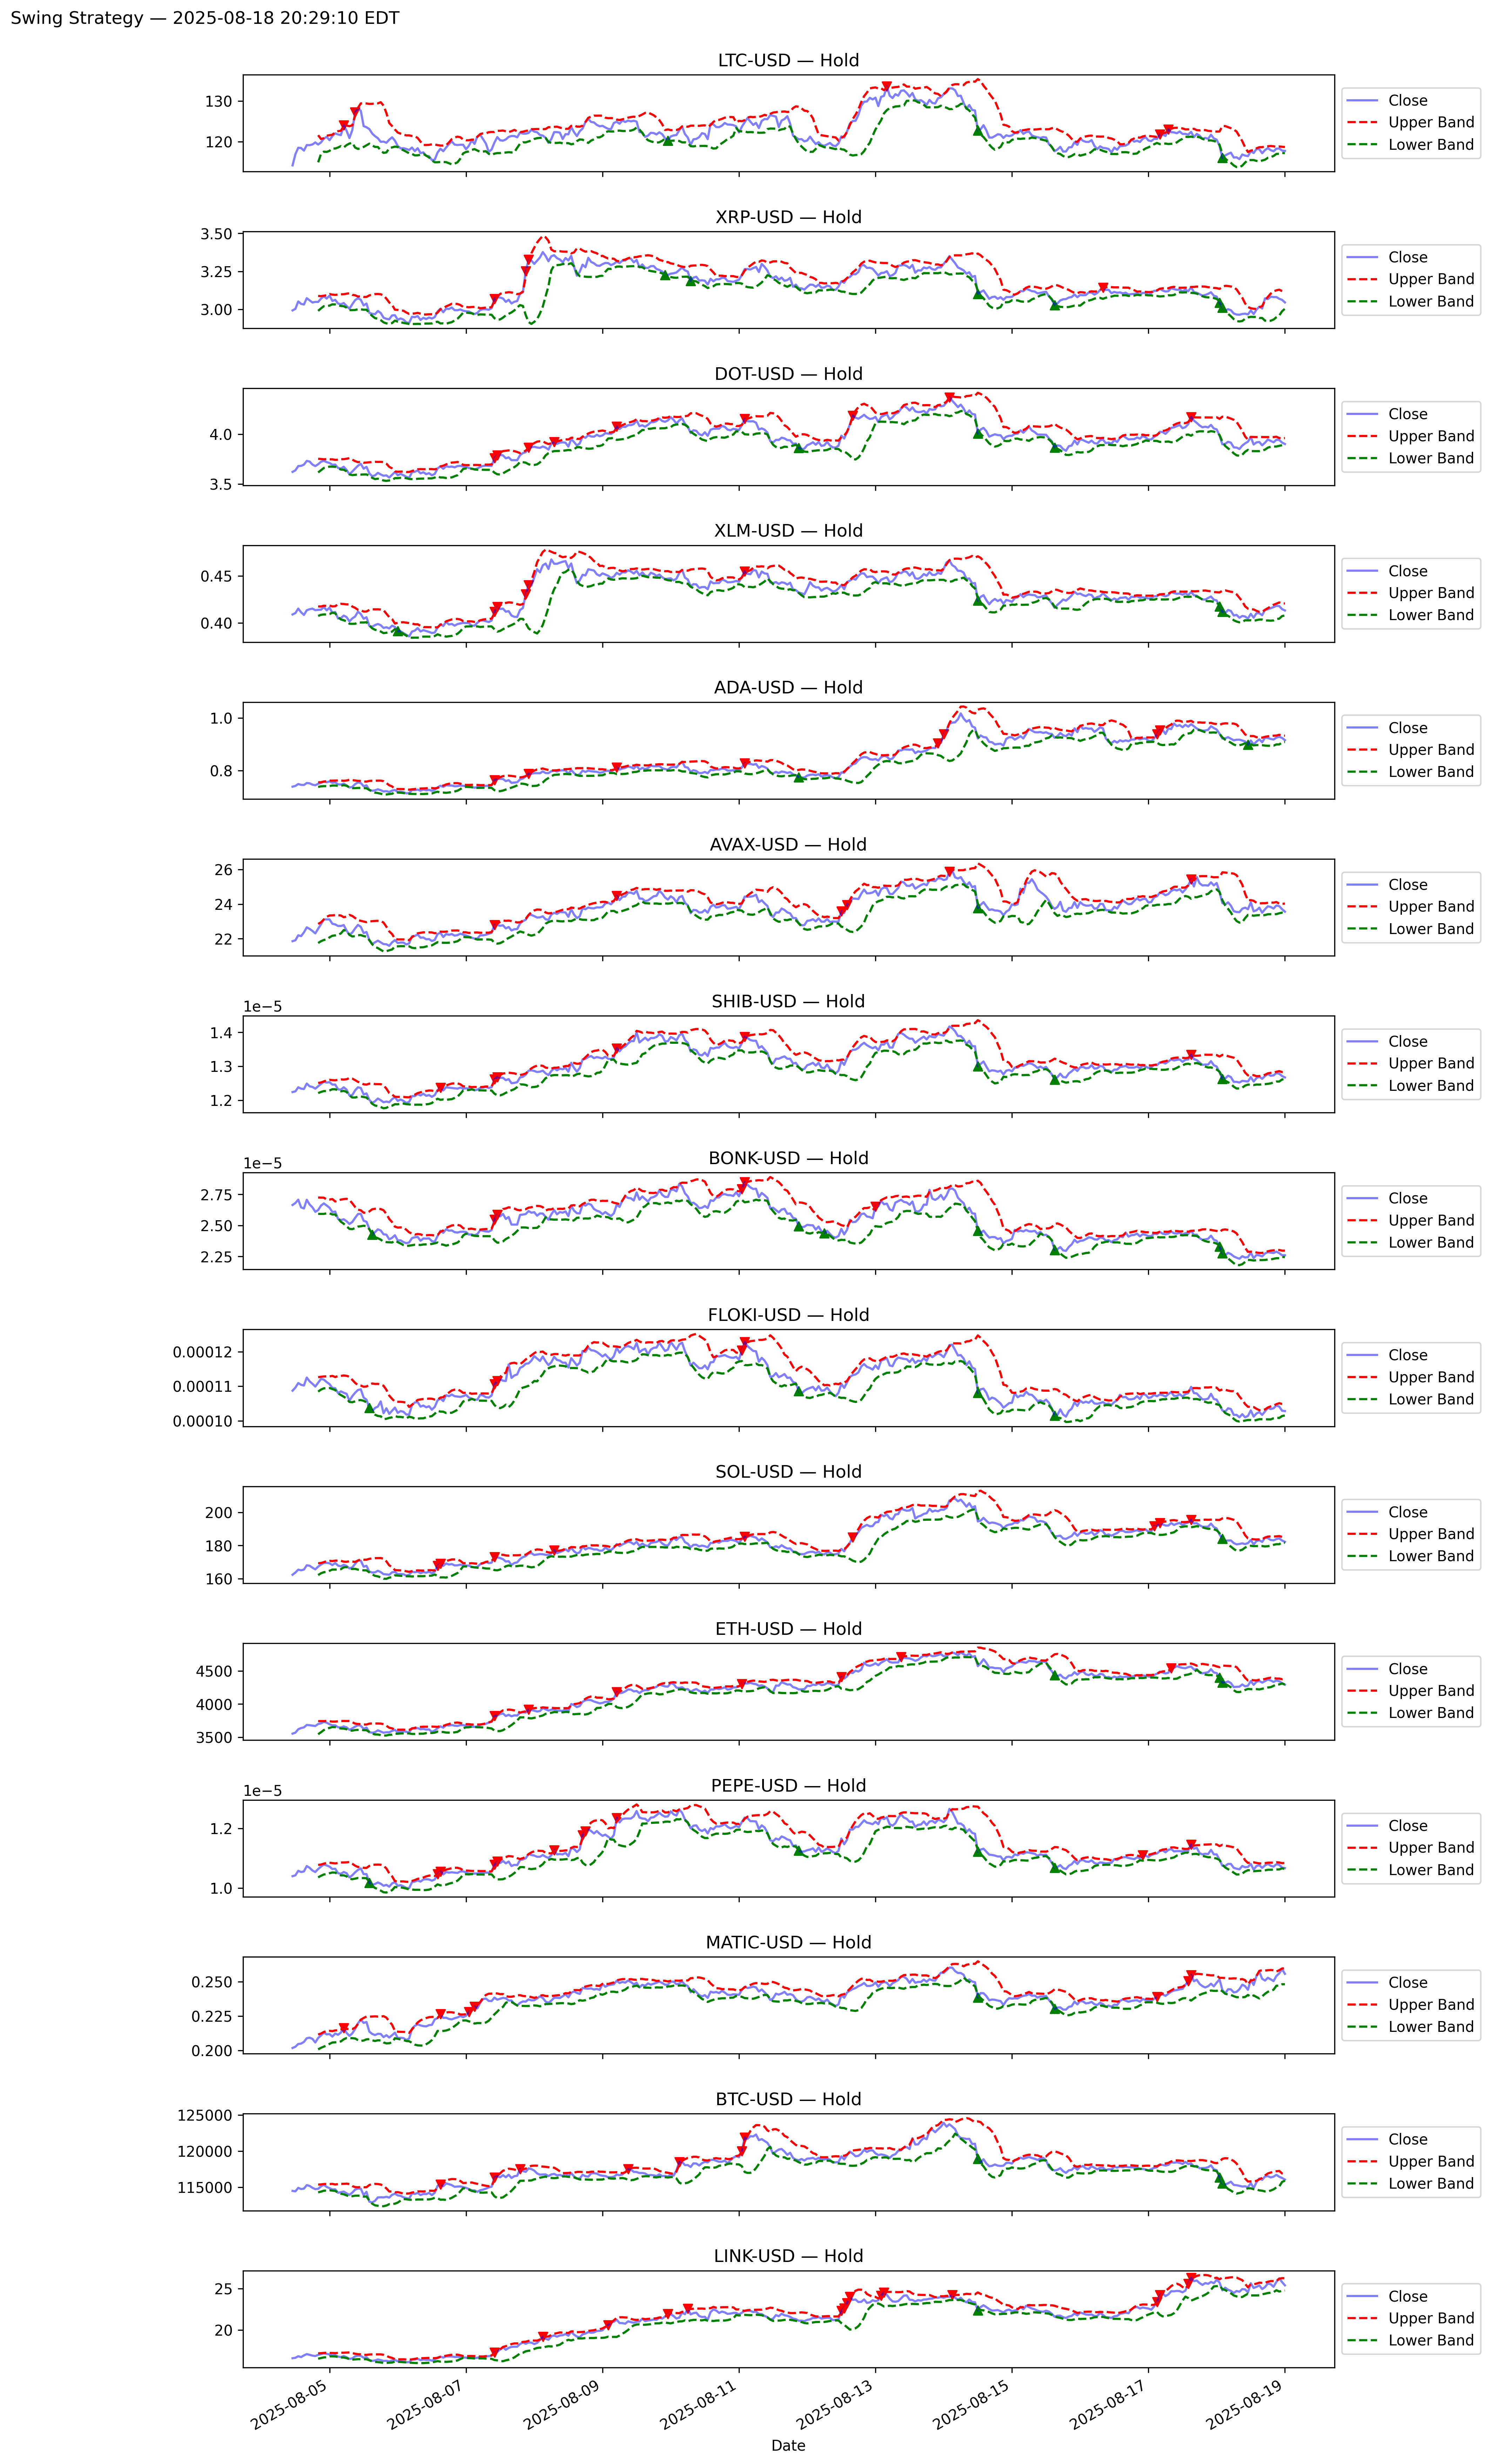 Swing Strategy — 2025-08-18 20:29:10 EDT
LTC-USD — Hold
130
120
Close
Upper Band
Lower Band
XRP-USD — Hold
3.50
3.25
3.00
Close
Upper Band
Lower Band
DOT-USD — Hold
4.0
3.5
Close
Upper Band
Lower Band
XLM-USD — Hold
0.45
0.40
Close
Upper Band
Lower Band
ADA-USD — Hold
1.0
0.8
Close
Upper Band
Lower Band
AVAX-USD — Hold
26
24
22
Close
Upper Band
Lower Band
SHIB-USD — Hold
1e−5
1.4
1.3
1.2
Close
Upper Band
Lower Band
BONK-USD — Hold
1e−5
2.75
2.50
2.25
Close
Upper Band
Lower Band
FLOKI-USD — Hold
0.00012
0.00011
0.00010
Close
Upper Band
Lower Band
SOL-USD — Hold
200
180
160
Close
Upper Band
Lower Band
ETH-USD — Hold
4500
4000
3500
Close
Upper Band
Lower Band
PEPE-USD — Hold
1e−5
1.2
1.0
Close
Upper Band
Lower Band
MATIC-USD — Hold
0.250
0.225
0.200
Close
Upper Band
Lower Band
BTC-USD — Hold
125000
120000
115000
Close
Upper Band
Lower Band
LINK-USD — Hold
25
20
Close
Upper Band
Lower Band
2025-08-05
2025-08-07
2025-08-09
2025-08-11
2025-08-13
2025-08-15
2025-08-17
2025-08-19
Date